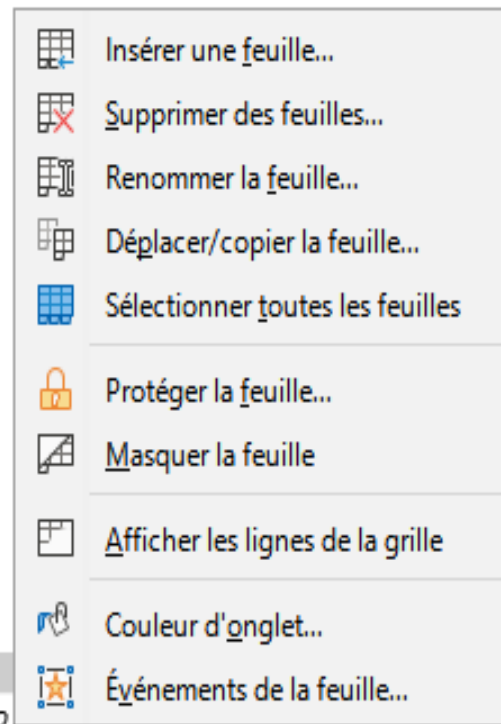 Insérer une feuille...
Supprimer des feuilles...
Renommer la feuille...
Déplacer/copier la feuille...
Sélectionner toutes les feuilles
Protéger la feuille...
Masquer la feuille
Afficher les lignes de la grille
Couleur d'onglet...
Événements de la feuille...